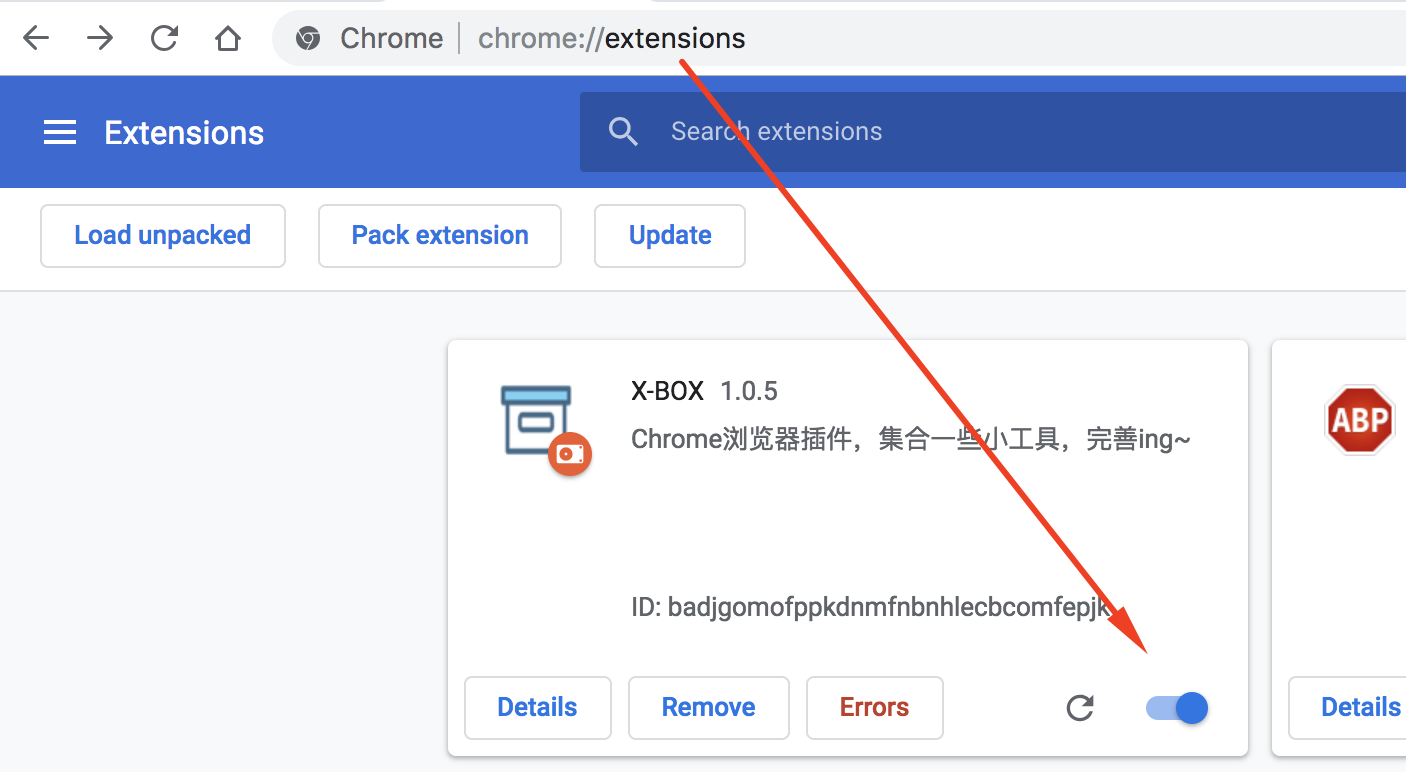 Chrome chrome://extensions
Extensions
Search extensions
Load unpacked
Pack extension
Update
X-BOX 1.0.5
Chrome浏览器插件，集合一些小工具，完善ing~
ID: badjgomofppkdnmfnbnhlecbcomfepjk
Details
Remove
Errors
ABP
Details